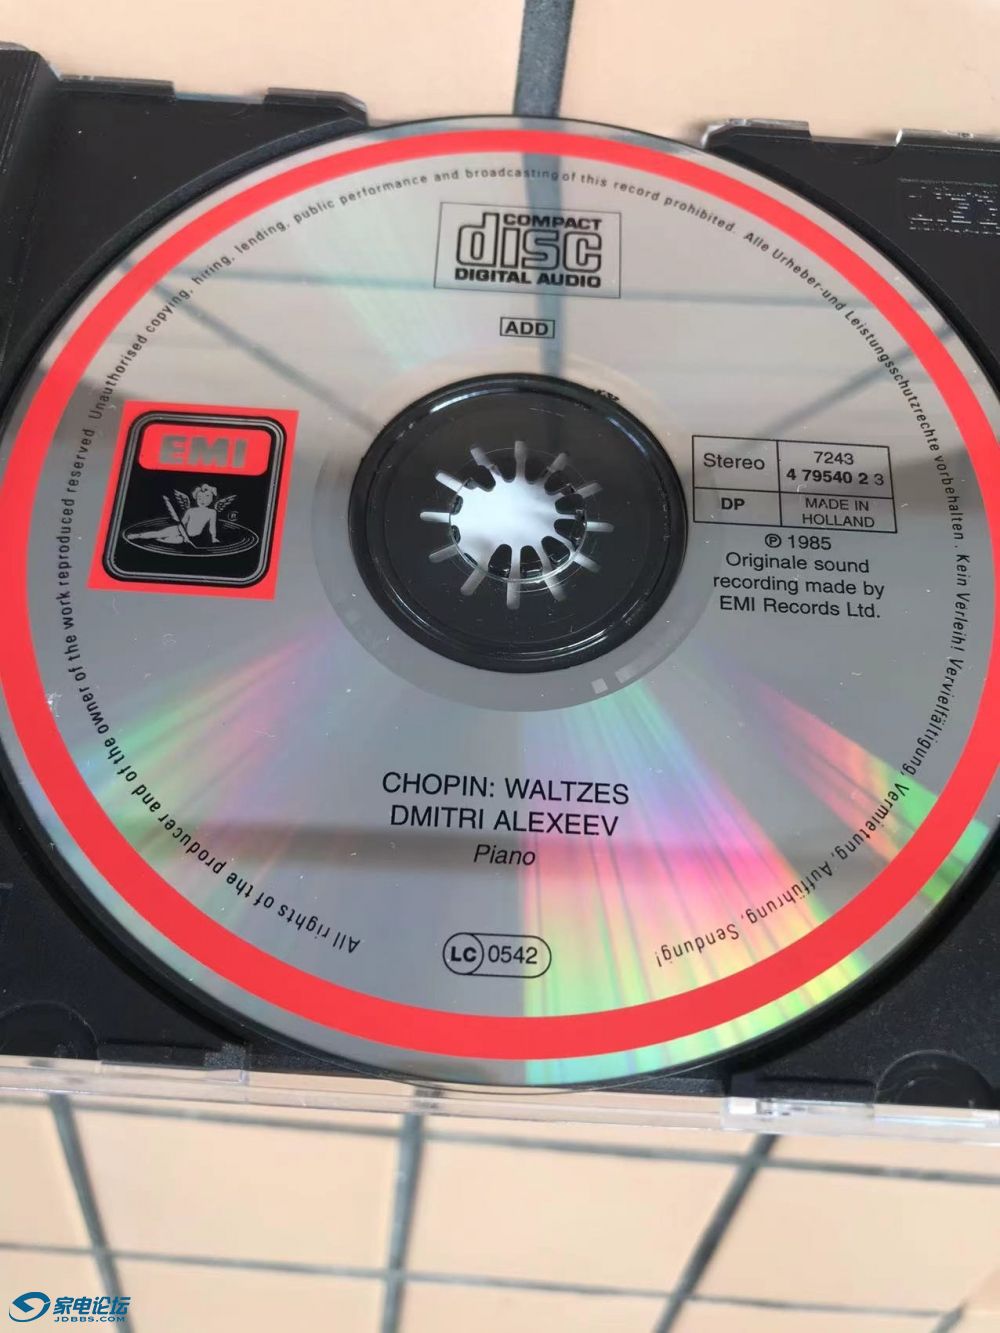 All rights of the producer and of the owner of the work reproduced reserved. Unauthorised copying, hiring, lending, public performance and broadcasting of this record prohibited. Alle Urheber-und Leistungsschutzrechte vorbehalten. Kein Verleih! Vervielfältigung, Vermietung, Aufführung, Sendung!
COMPACT
disc
DIGITAL AUDIO
ADD
EMI
®
Stereo
7243
4 79540 2 3
DP
MADE IN
HOLLAND
℗ 1985
Originale sound
recording made by
EMI Records Ltd.
CHOPIN: WALTZES
DMITRI ALEXEEV
Piano
LC 0542
家电论坛
JDBBS.COM